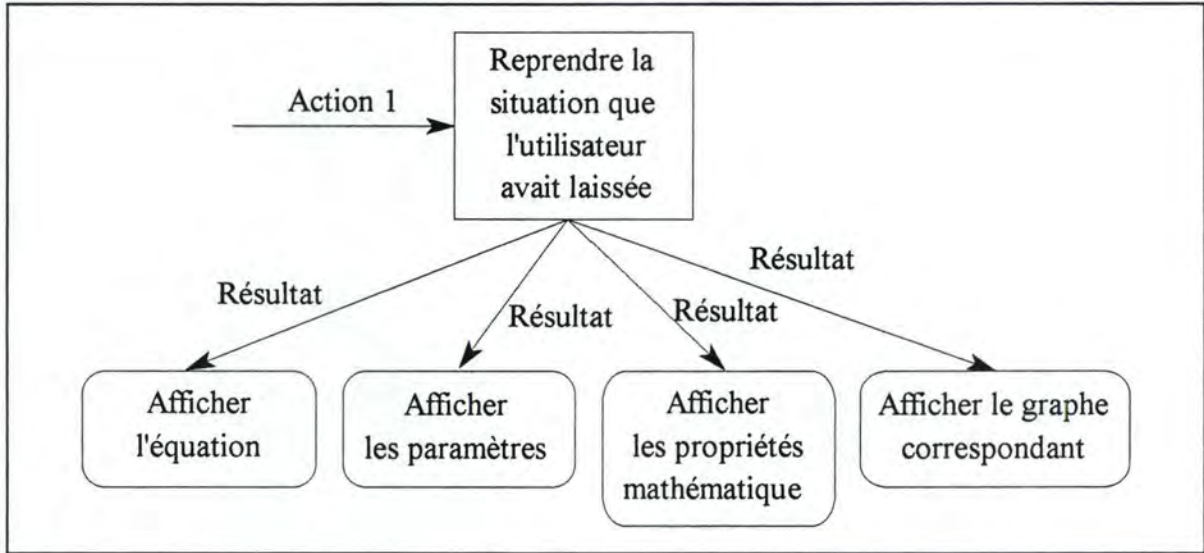 Reprendre la
situation que
l'utilisateur
avait laissée
Action 1
Résultat
Résultat
Résultat
Résultat
Afficher
l'équation
Afficher
les paramètres
Afficher
les propriétés
mathématique
Afficher le graphe
correspondant